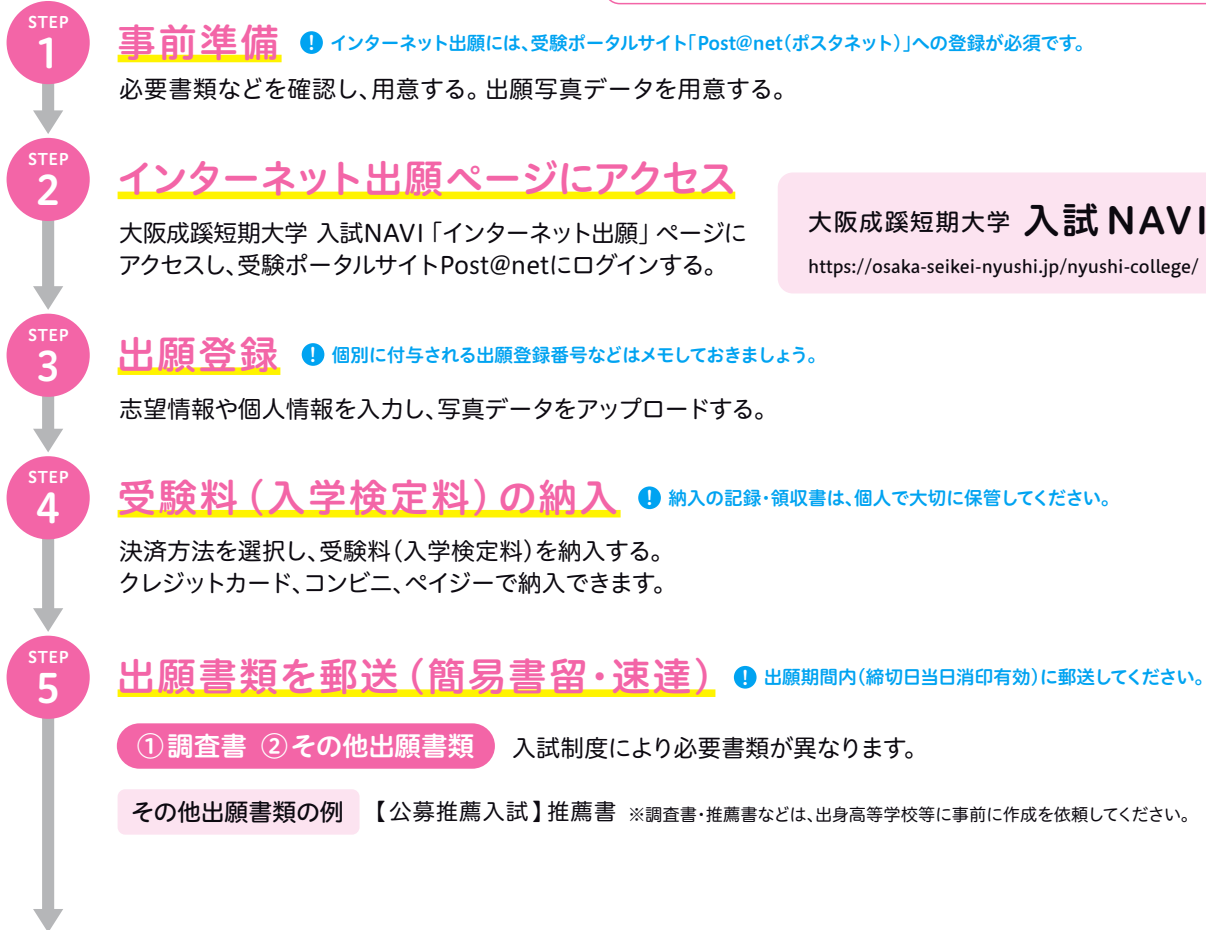 STEP
1
事前準備 ! インターネット出願には、受験ポータルサイト「Post@net（ポスタネット）」への登録が必須です。
必要書類などを確認し、用意する。出願写真データを用意する。
STEP
2
インターネット出願ページにアクセス
大阪成蹊短期大学 入試NAVI「インターネット出願」ページに
アクセスし、受験ポータルサイトPost@netにログインする。
大阪成蹊短期大学 入試NAVI
https://osaka-seikei-nyushi.jp/nyushi-college/
STEP
3
出願登録 ! 個別に付与される出願登録番号などはメモしておきましょう。
志望情報や個人情報を入力し、写真データをアップロードする。
STEP
4
受験料（入学検定料）の納入 ! 納入の記録・領収書は、個人で大切に保管してください。
決済方法を選択し、受験料（入学検定料）を納入する。
クレジットカード、コンビニ、ペイジーで納入できます。
STEP
5
出願書類を郵送（簡易書留・速達） ! 出願期間内（締切日当日消印有効）に郵送してください。
①調査書 ②その他出願書類 入試制度により必要書類が異なります。
その他出願書類の例 【公募推薦入試】推薦書 ※調査書・推薦書などは、出身高等学校等に事前に作成を依頼してください。